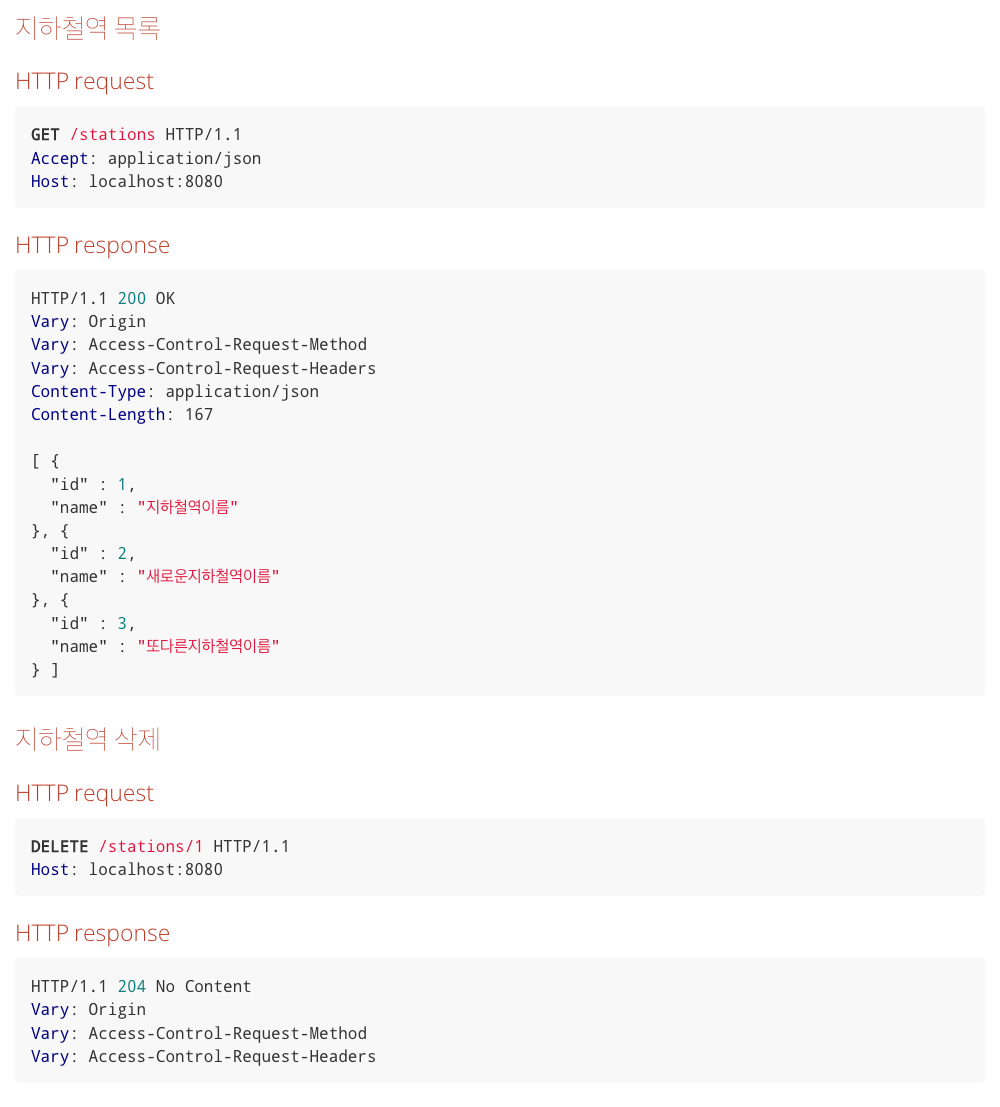 지하철역 목록
HTTP request
GET /stations HTTP/1.1
Accept: application/json
Host: localhost:8080
HTTP response
HTTP/1.1 200 OK
Vary: Origin
Vary: Access-Control-Request-Method
Vary: Access-Control-Request-Headers
Content-Type: application/json
Content-Length: 167
[ {
  "id" : 1,
  "name" : "지하철역이름"
}, {
  "id" : 2,
  "name" : "새로운지하철역이름"
}, {
  "id" : 3,
  "name" : "또다른지하철역이름"
} ]
지하철역 삭제
HTTP request
DELETE /stations/1 HTTP/1.1
Host: localhost:8080
HTTP response
HTTP/1.1 204 No Content
Vary: Origin
Vary: Access-Control-Request-Method
Vary: Access-Control-Request-Headers